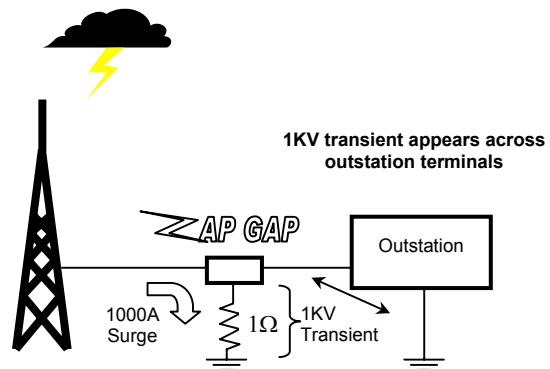 1KV transient appears across
outstation terminals
ZAP GAP
Outstation
1000A
Surge
1Ω
1KV
Transient